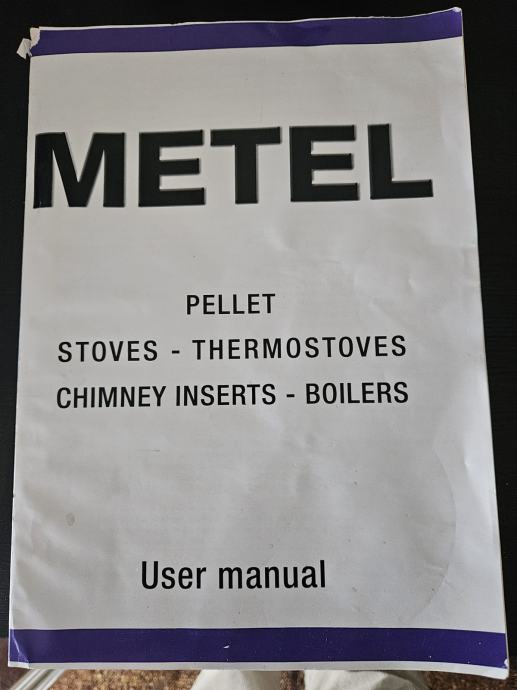 METEL
PELLET
STOVES - THERMOSTOVES
CHIMNEY INSERTS - BOILERS
User manual